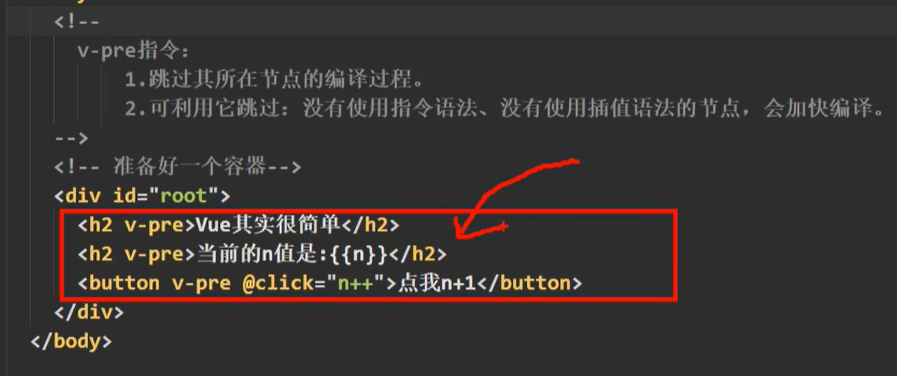 <!--
v-pre指令:
1.跳过其所在节点的编译过程。
2.可利用它跳过：没有使用指令语法、没有使用插值语法的节点，会加快编译。
-->
<!-- 准备好一个容器-->
<div id="root">
<h2 v-pre>Vue其实很简单</h2>
<h2 v-pre>当前的n值是:{{n}}</h2>
<button v-pre @click="n++">点我n+1</button>
</div>
</body>